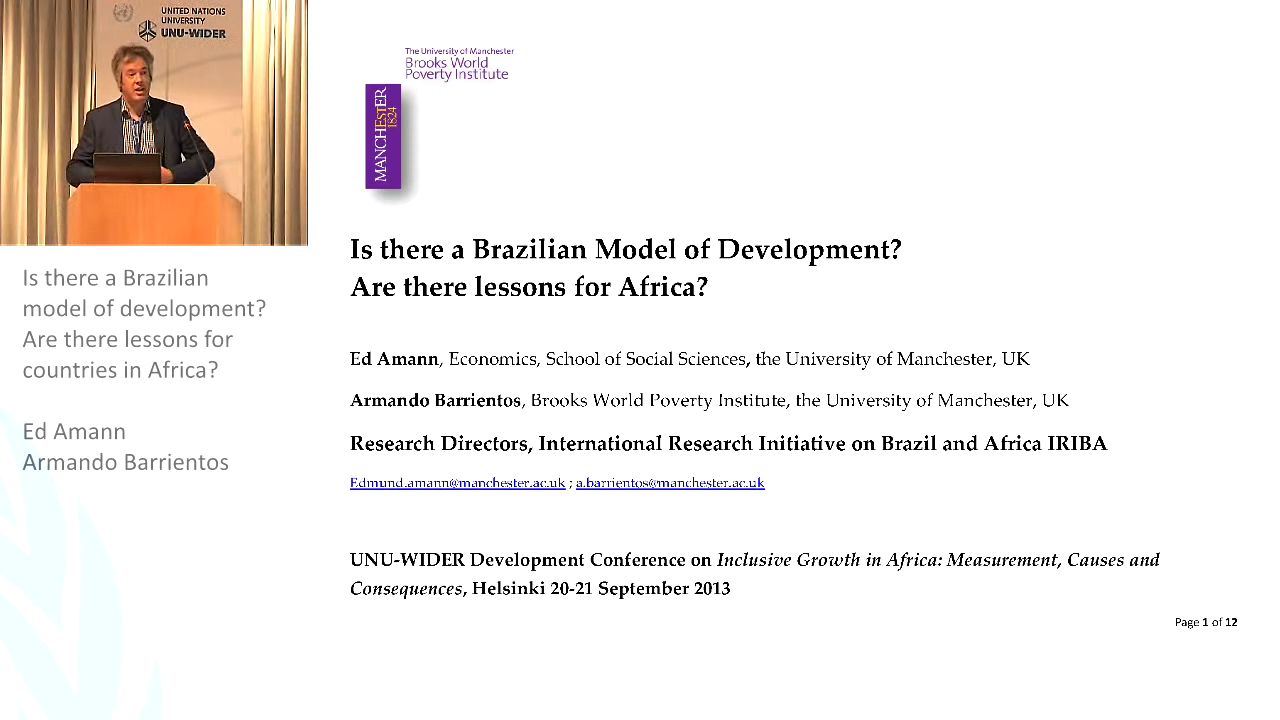 UNITED NATIONS
UNIVERSITY
UNU-WIDER
Is there a Brazilian
model of development?
Are there lessons for
countries in Africa?
Ed Amann
Armando Barrientos
The University of Manchester
Brooks World
Poverty Institute
MANCHEsTER
1824
Is there a Brazilian Model of Development?
Are there lessons for Africa?
Ed Amann, Economics, School of Social Sciences, the University of Manchester, UK
Armando Barrientos, Brooks World Poverty Institute, the University of Manchester, UK
Research Directors, International Research Initiative on Brazil and Africa IRIBA
Edmund.amann@manchester.ac.uk ; a.barrientos@manchester.ac.uk
UNU-WIDER Development Conference on Inclusive Growth in Africa: Measurement, Causes and
Consequences, Helsinki 20-21 September 2013
Page 1 of 12